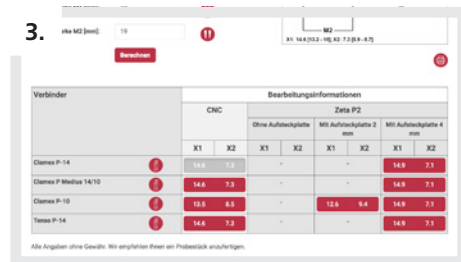 3.
rke M2 [mm]:
19
Berechnen
M2
X1: 14.6 [13.2 - 15], X2: 7.3 [6.9 - 8.7]
Verbinder
Bearbeitungsinformationen
CNC
Zeta P2
Ohne Aufsteckplatte
Mit Aufsteckplatte 2 mm
Mit Aufsteckplatte 4 mm
X1 X2 X1 X2 X1 X2 X1 X2
Clamex P-14 14.6 7.3 - - 14.9 7.1
Clamex P Medius 14/10 14.6 7.3 - - 14.9 7.1
Clamex P-10 13.5 8.5 - 12.6 9.4 14.9 7.1
Tenso P-14 14.6 7.3 - - 14.9 7.1
Alle Angaben ohne Gewähr. Wir empfehlen Ihnen ein Probestück anzufertigen.